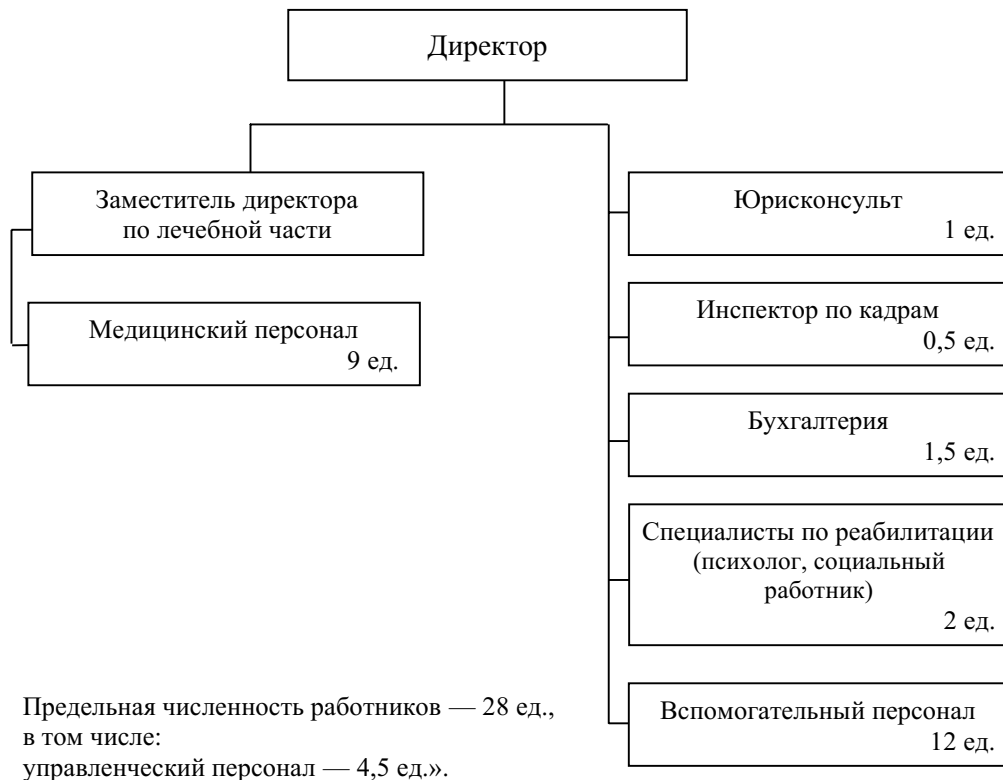 Директор
Заместитель директора
по лечебной части
Медицинский персонал
9 ед.
Юрисконсульт
1 ед.
Инспектор по кадрам
0,5 ед.
Бухгалтерия
1,5 ед.
Специалисты по реабилитации
(психолог, социальный
работник)
2 ед.
Вспомогательный персонал
12 ед.
Предельная численность работников — 28 ед.,
в том числе:
управленческий персонал — 4,5 ед.».